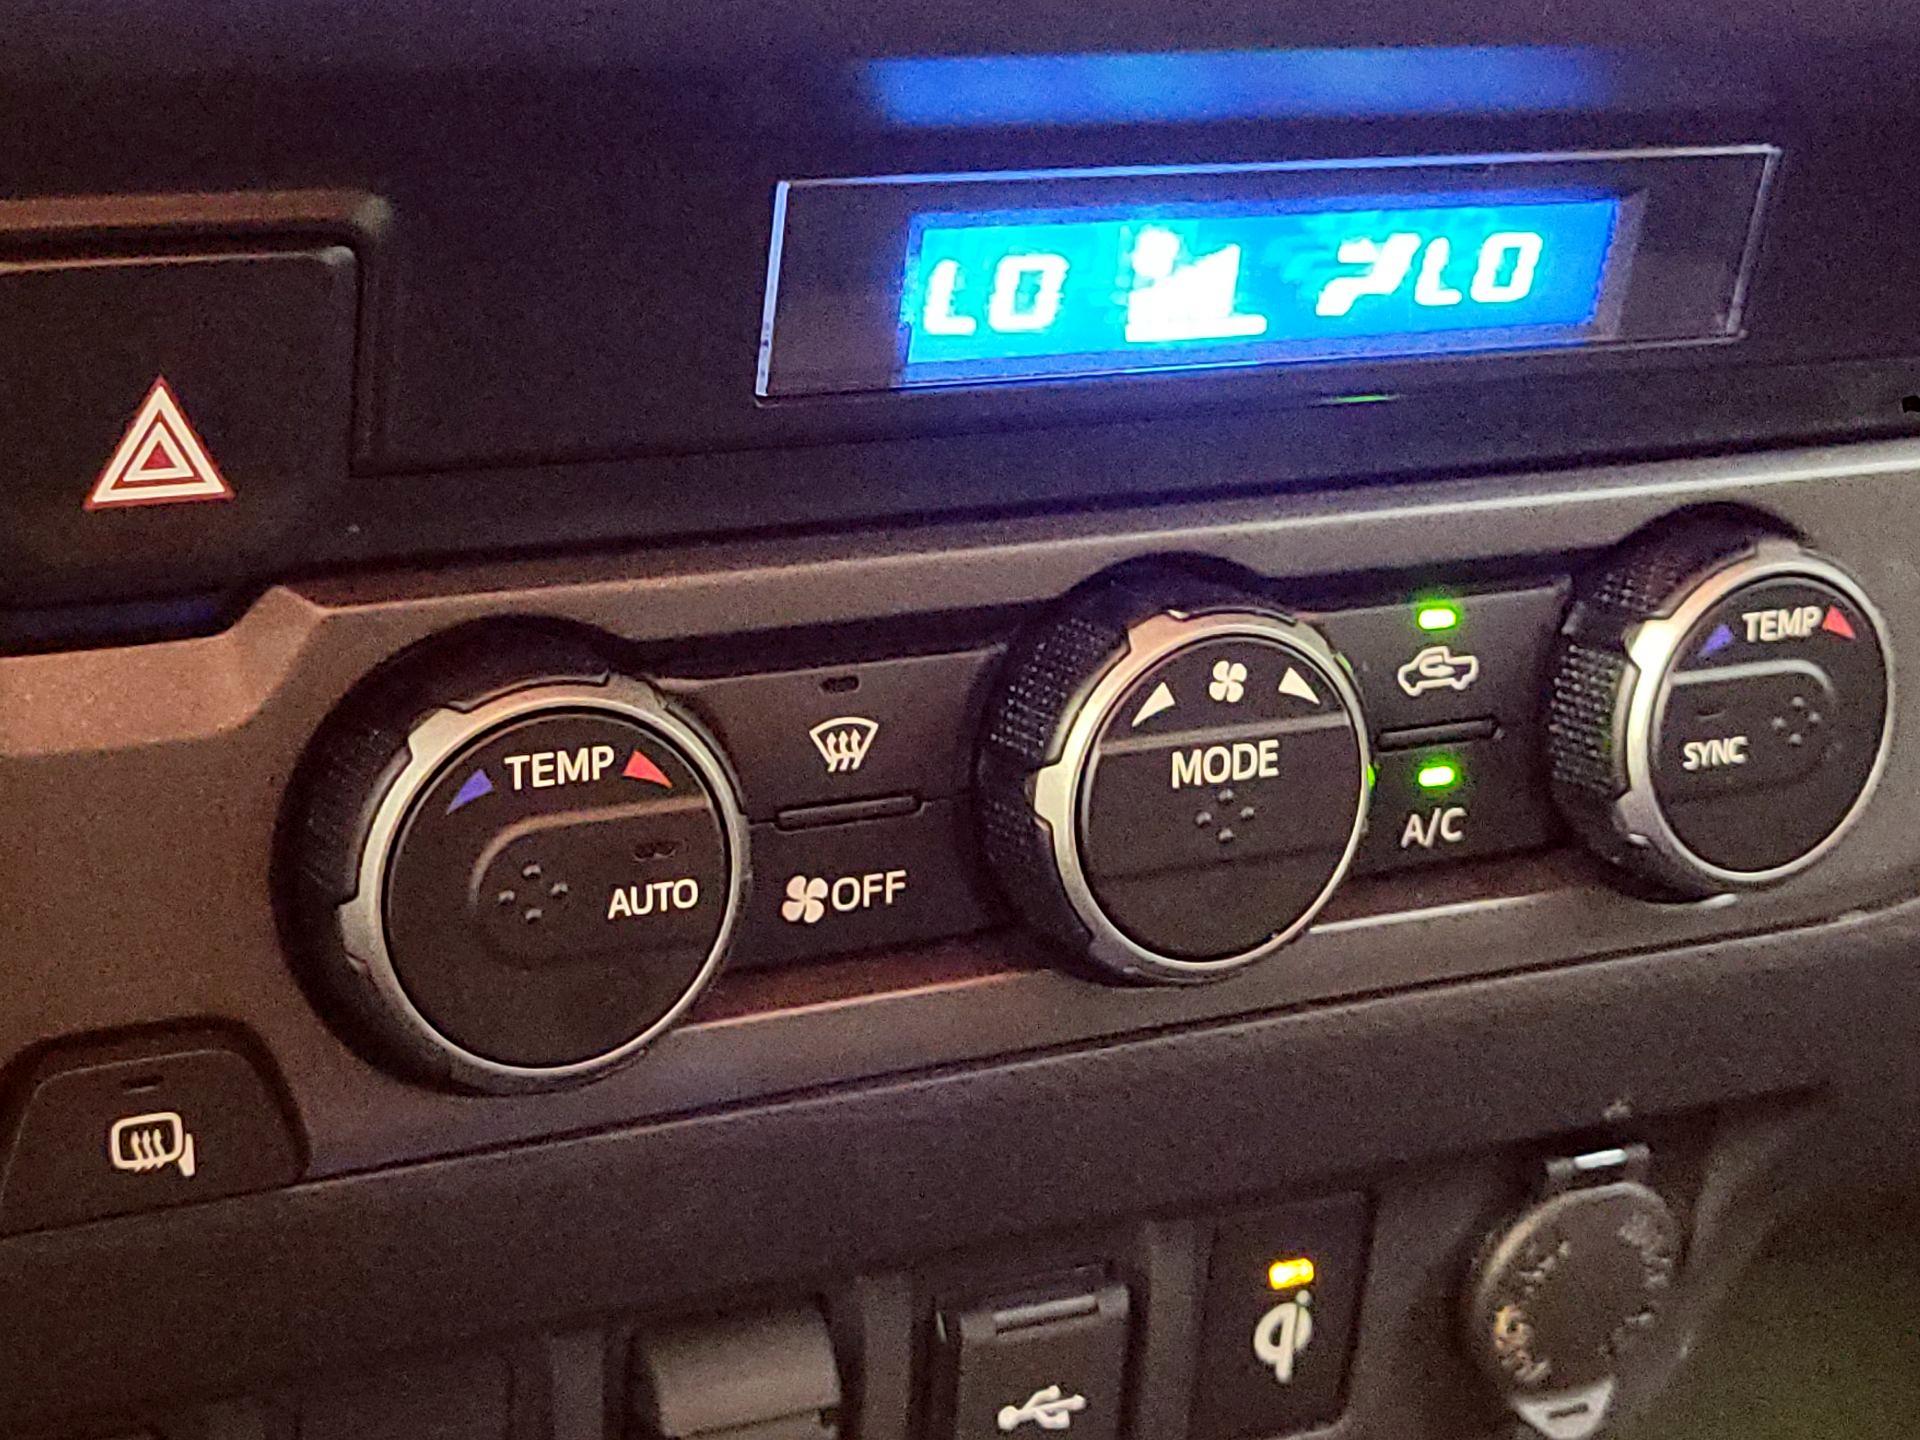 LO LO
TEMP
AUTO
OFF
MODE
A/C
TEMP
SYNC